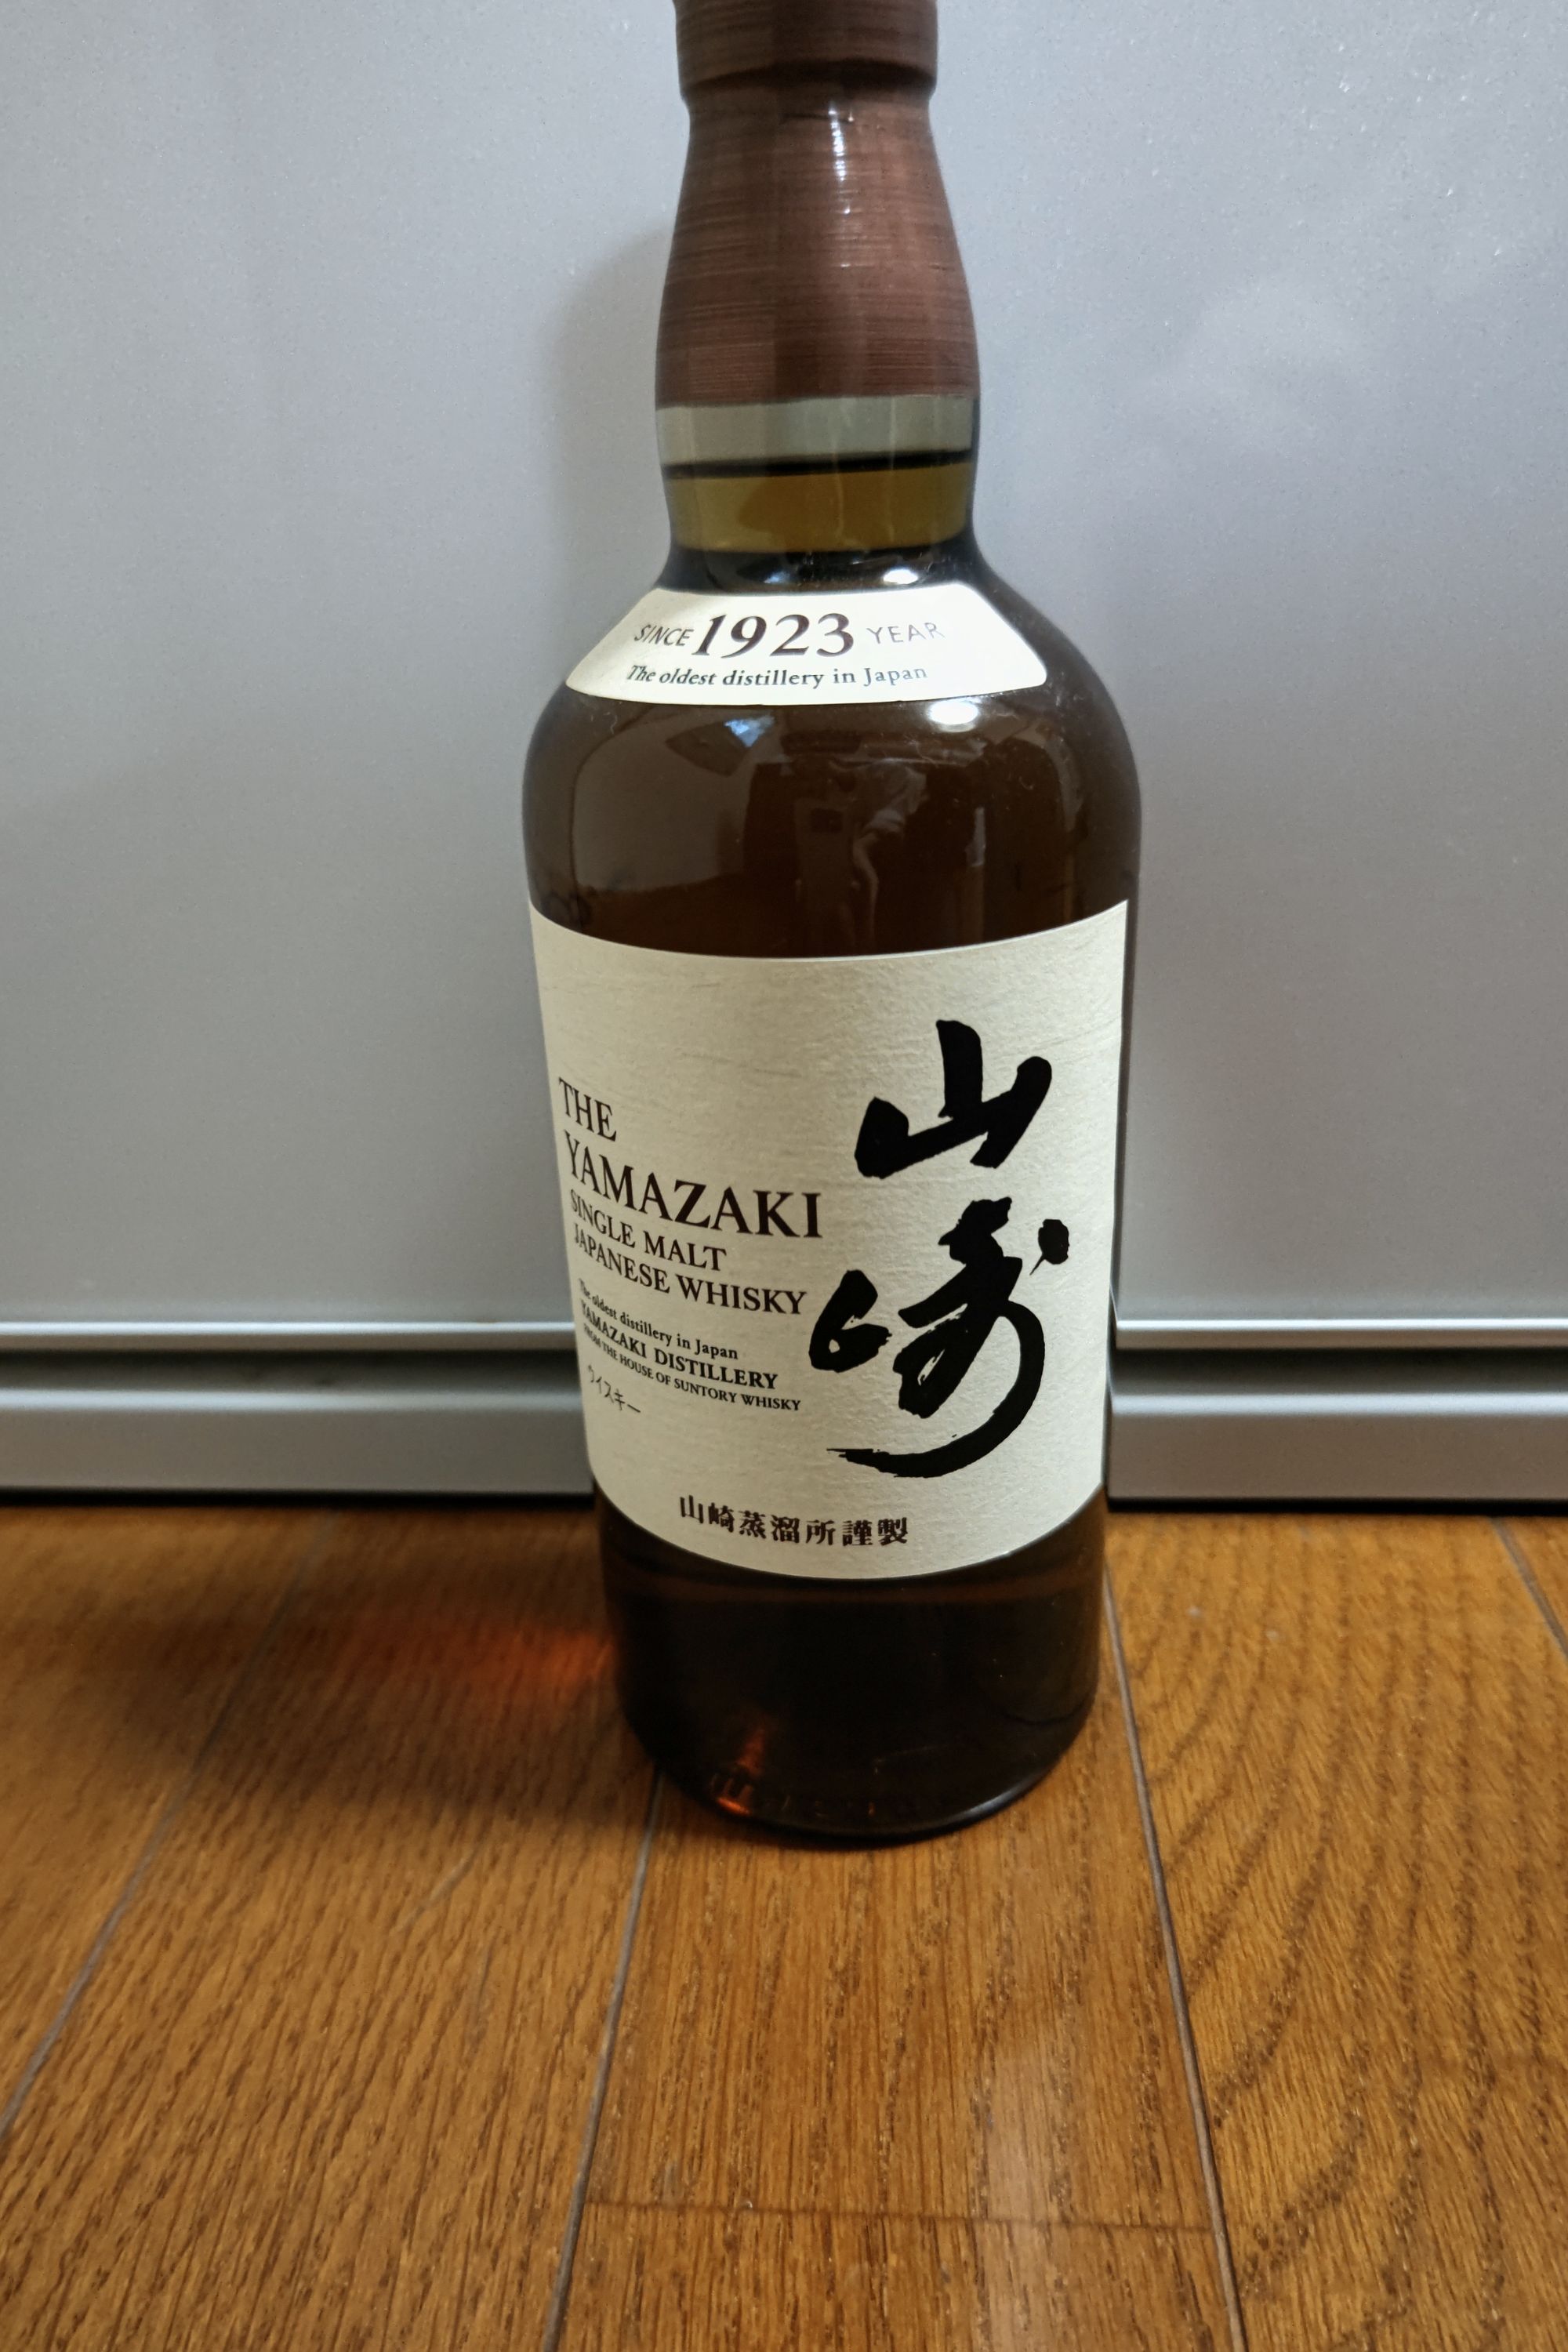 SINCE 1923 YEAR
The oldest distillery in Japan
THE
YAMAZAKI
SINGLE MALT
JAPANESE WHISKY
The oldest distillery in Japan
YAMAZAKI DISTILLERY
FROM THE HOUSE OF SUNTORY WHISKY
ウイスキー
山崎
山崎蒸溜所謹製